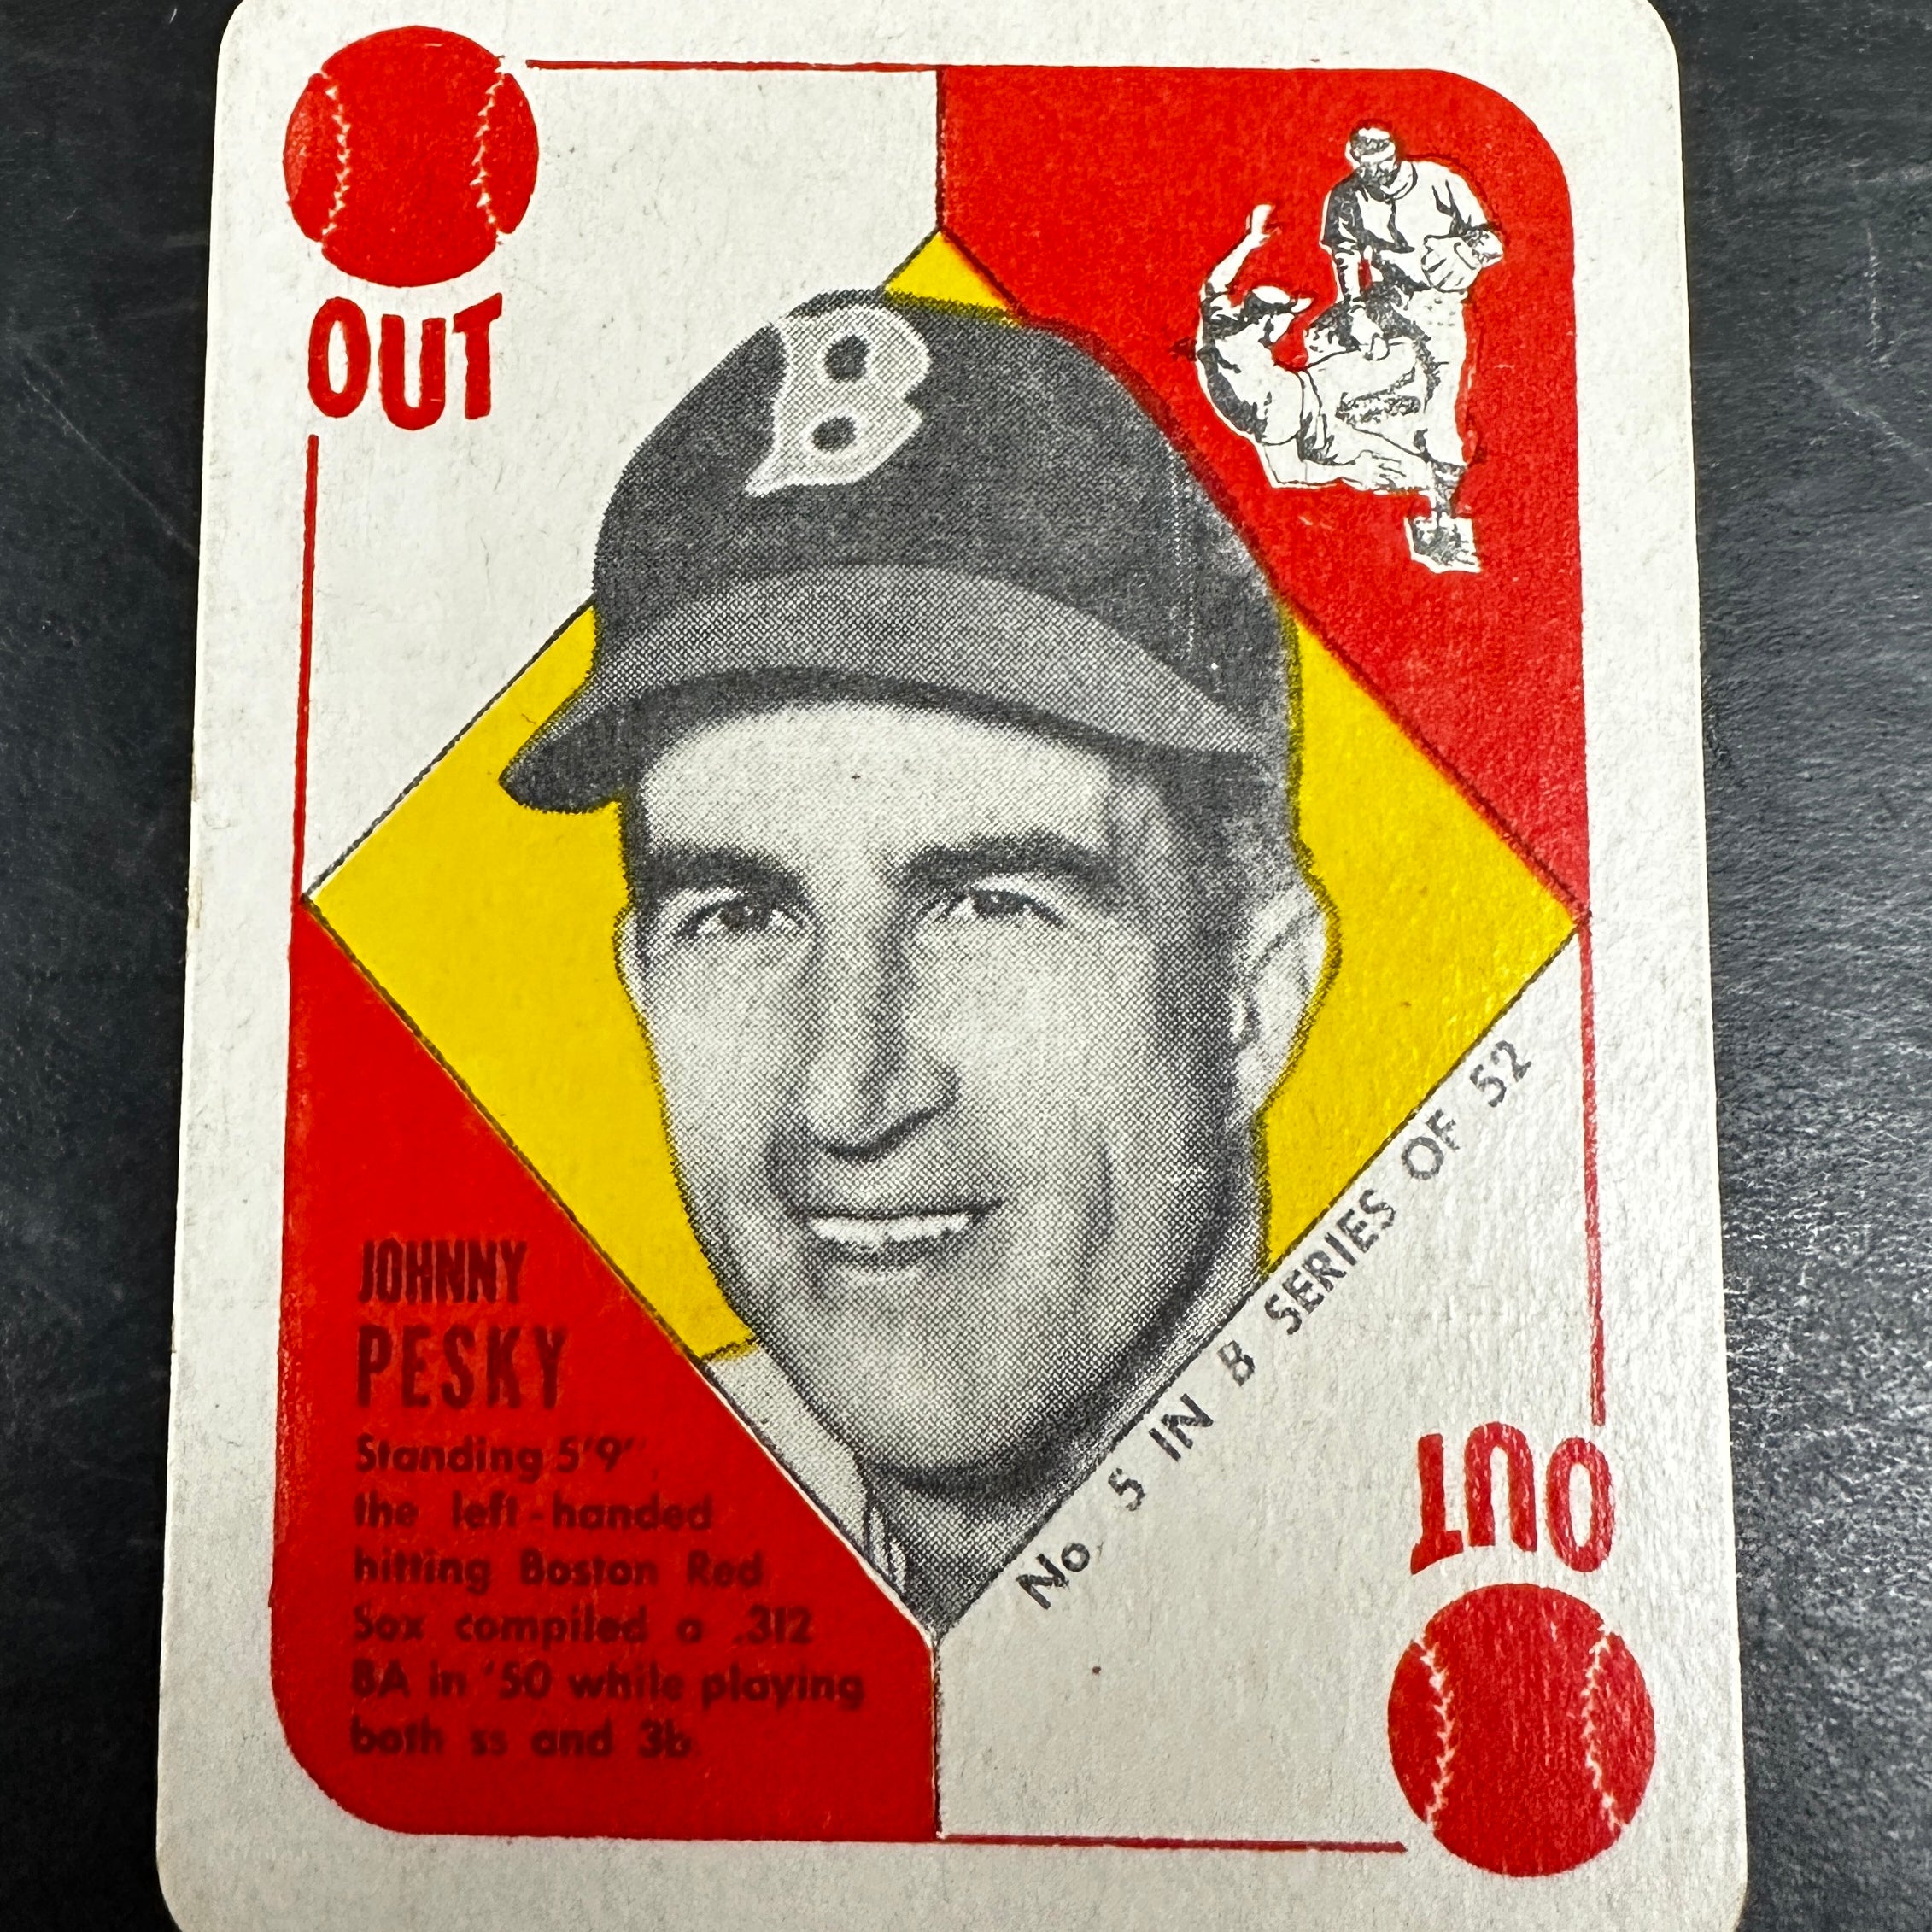 OUT
B
JOHNNY
PESKY
Standing 5'9",
the left-handed
hitting Boston Red
Sox compiled a .312
BA in '50 while playing
both ss and 3b.
No. 5 IN B SERIES OF 52
OUT